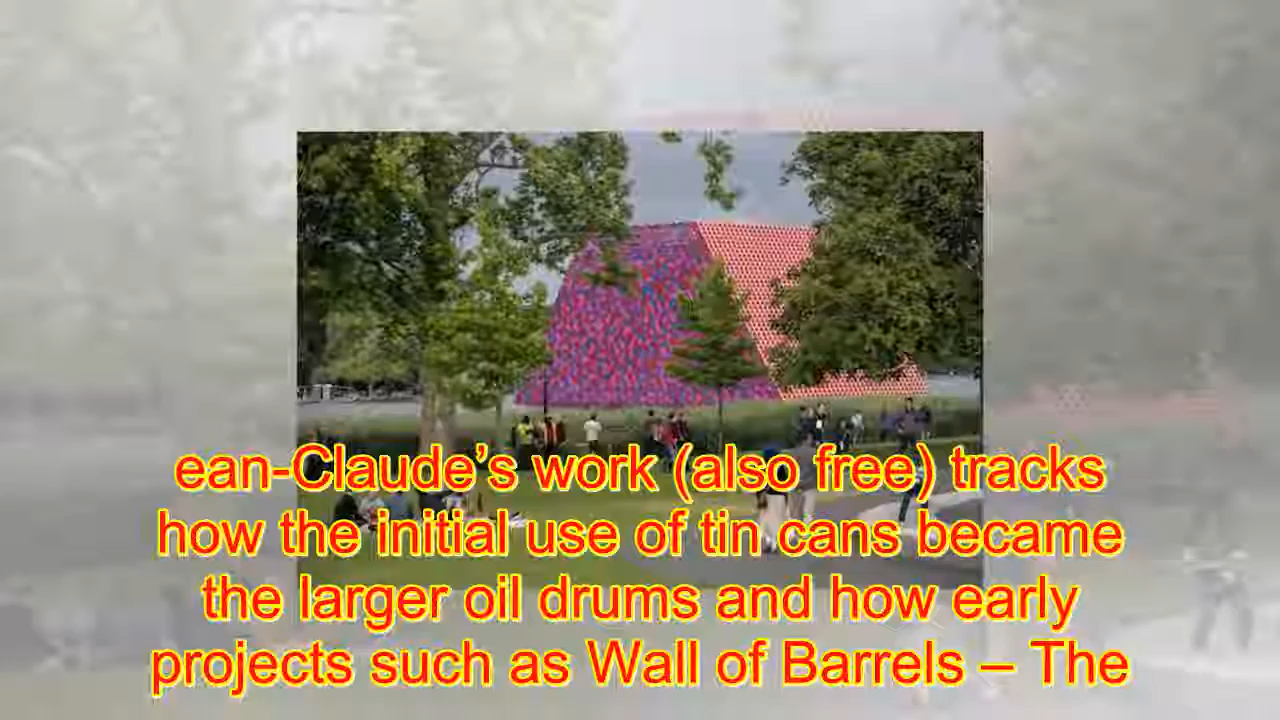 ean-Claude’s work (also free) tracks
how the initial use of tin cans became
the larger oil drums and how early
projects such as Wall of Barrels – The